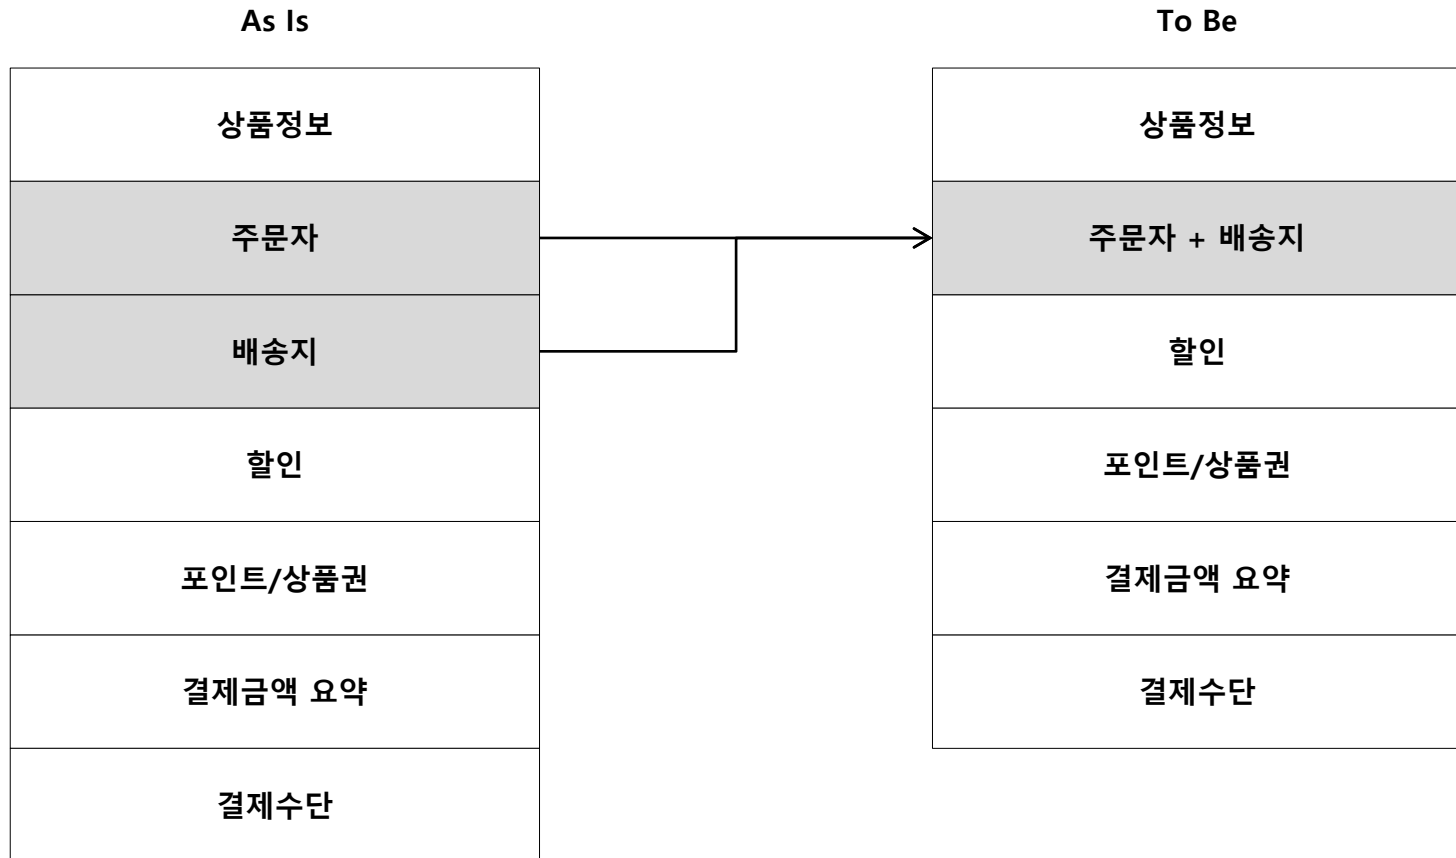 As Is
상품정보
주문자
배송지
할인
포인트/상품권
결제금액 요약
결제수단
To Be
상품정보
주문자 + 배송지
할인
포인트/상품권
결제금액 요약
결제수단